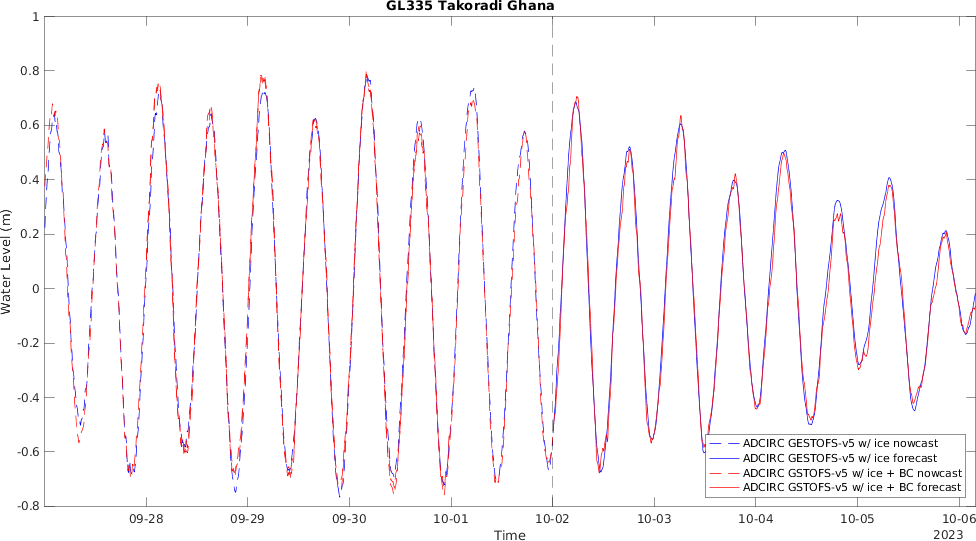 GL335 Takoradi Ghana
1
0.8
0.6
0.4
0.2
0
-0.2
-0.4
-0.6
-0.8
Water Level (m)
ADCIRC GESTOFS-v5 w/ ice nowcast
ADCIRC GESTOFS-v5 w/ ice forecast
ADCIRC GSTOFS-v5 w/ ice + BC nowcast
ADCIRC GSTOFS-v5 w/ ice + BC forecast
09-28 09-29 09-30 10-01 10-02 10-03 10-04 10-05 10-06
Time
2023